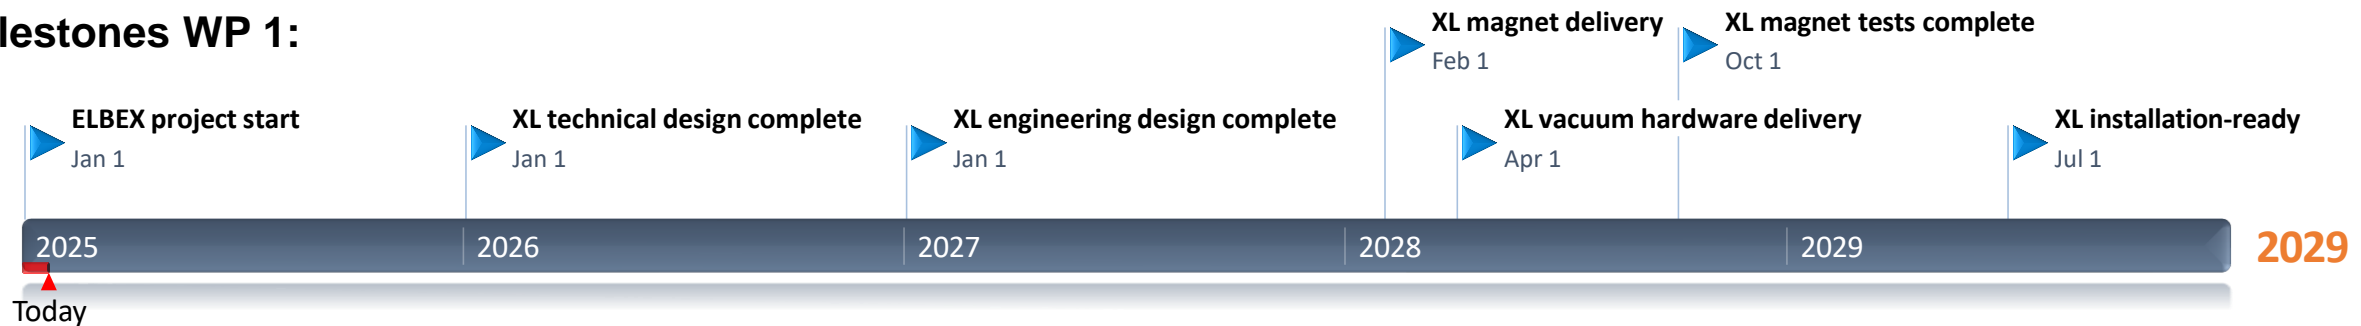 lestones WP 1:
XL magnet delivery
Feb 1
XL magnet tests complete
Oct 1
ELBEX project start
Jan 1
XL technical design complete
Jan 1
XL engineering design complete
Jan 1
XL vacuum hardware delivery
Apr 1
XL installation-ready
Jul 1
2025 2026 2027 2028 2029 2029
Today